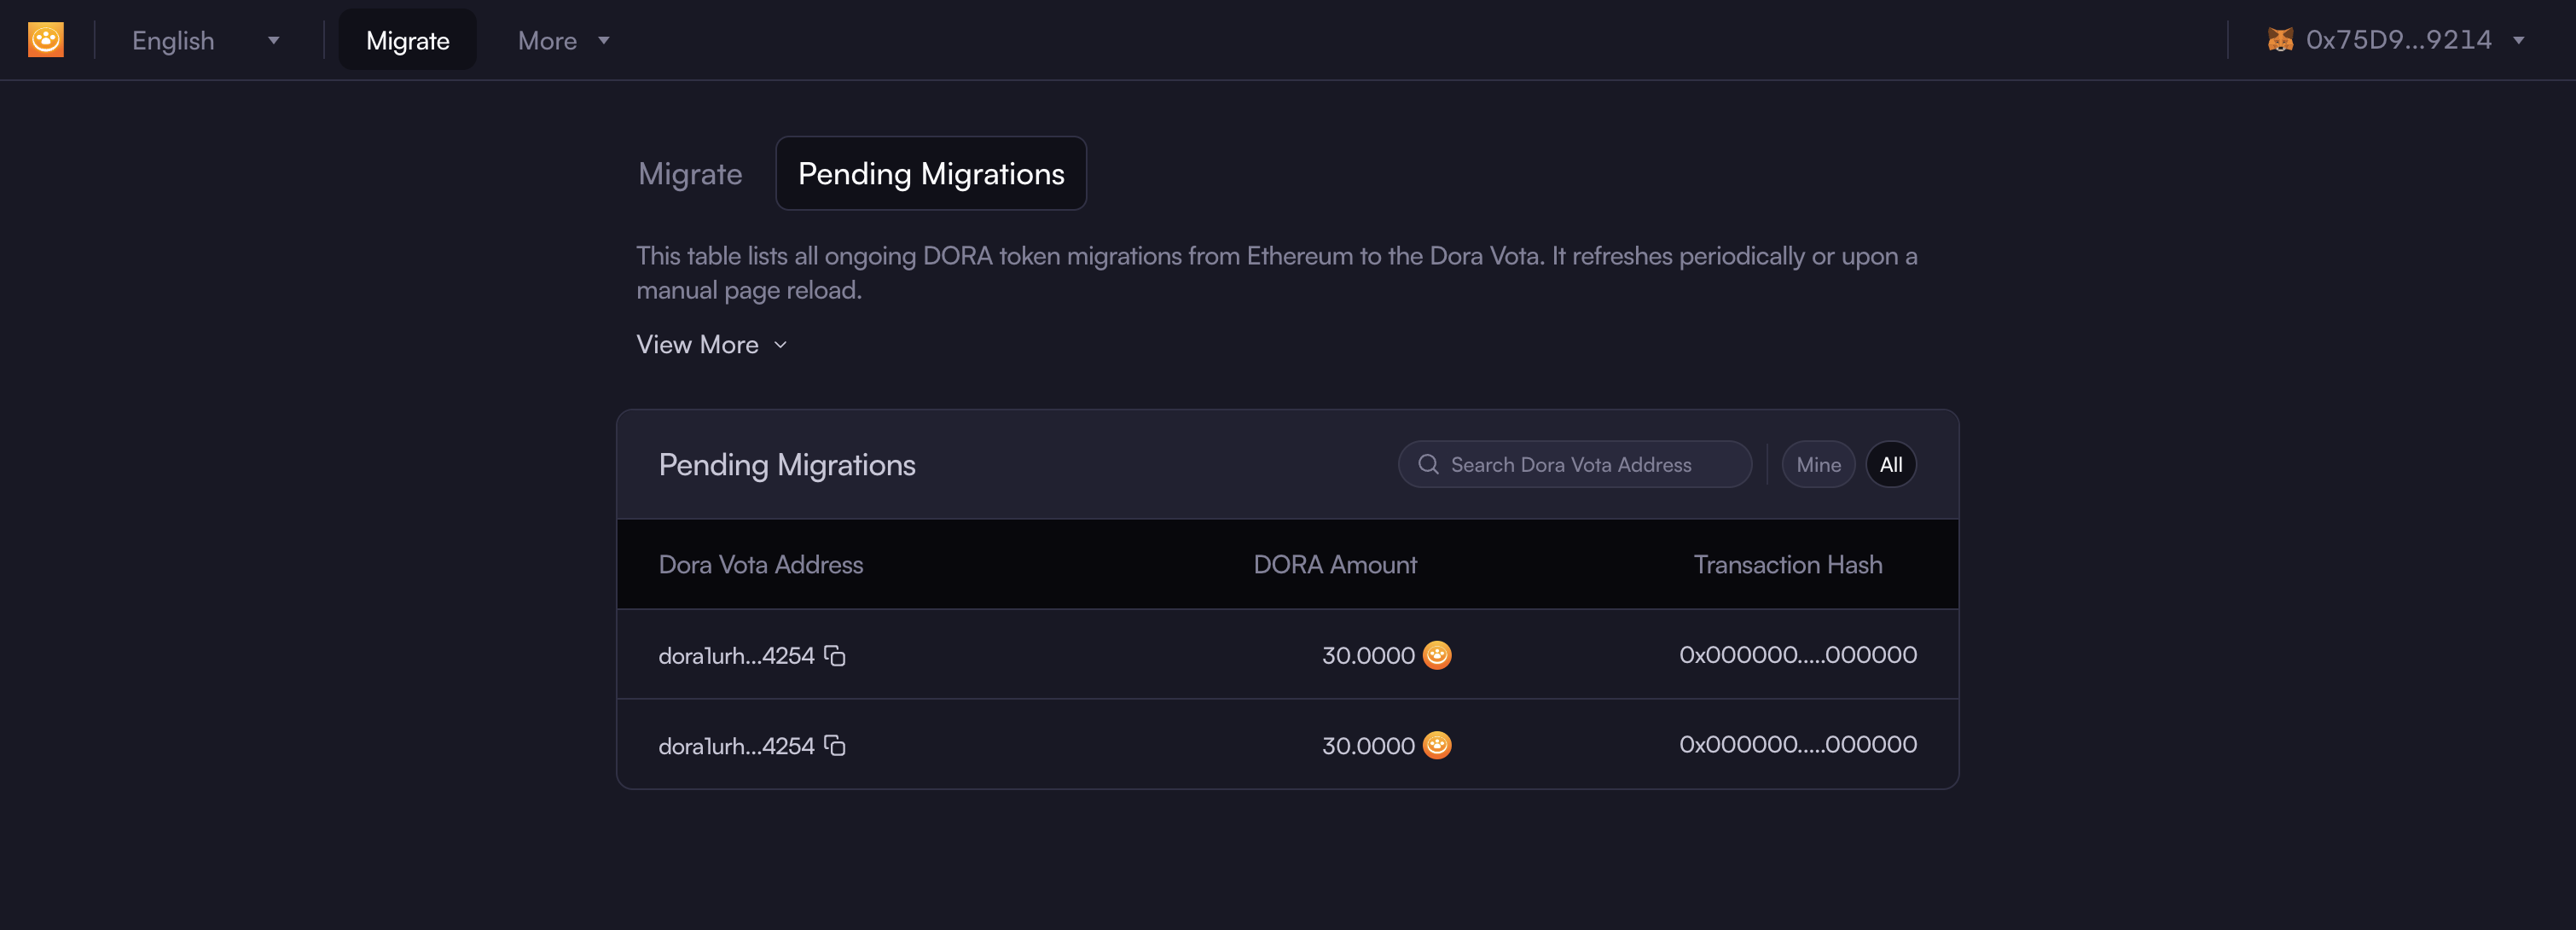 English
Migrate
More
0x75D9...9214
Migrate
Pending Migrations
This table lists all ongoing DORA token migrations from Ethereum to the Dora Vota. It refreshes periodically or upon a
manual page reload.
View More
Pending Migrations
Search Dora Vota Address
Mine
All
Dora Vota Address
DORA Amount
Transaction Hash
dora1urh...4254
30.0000
0x000000.....000000
dora1urh...4254
30.0000
0x000000.....000000